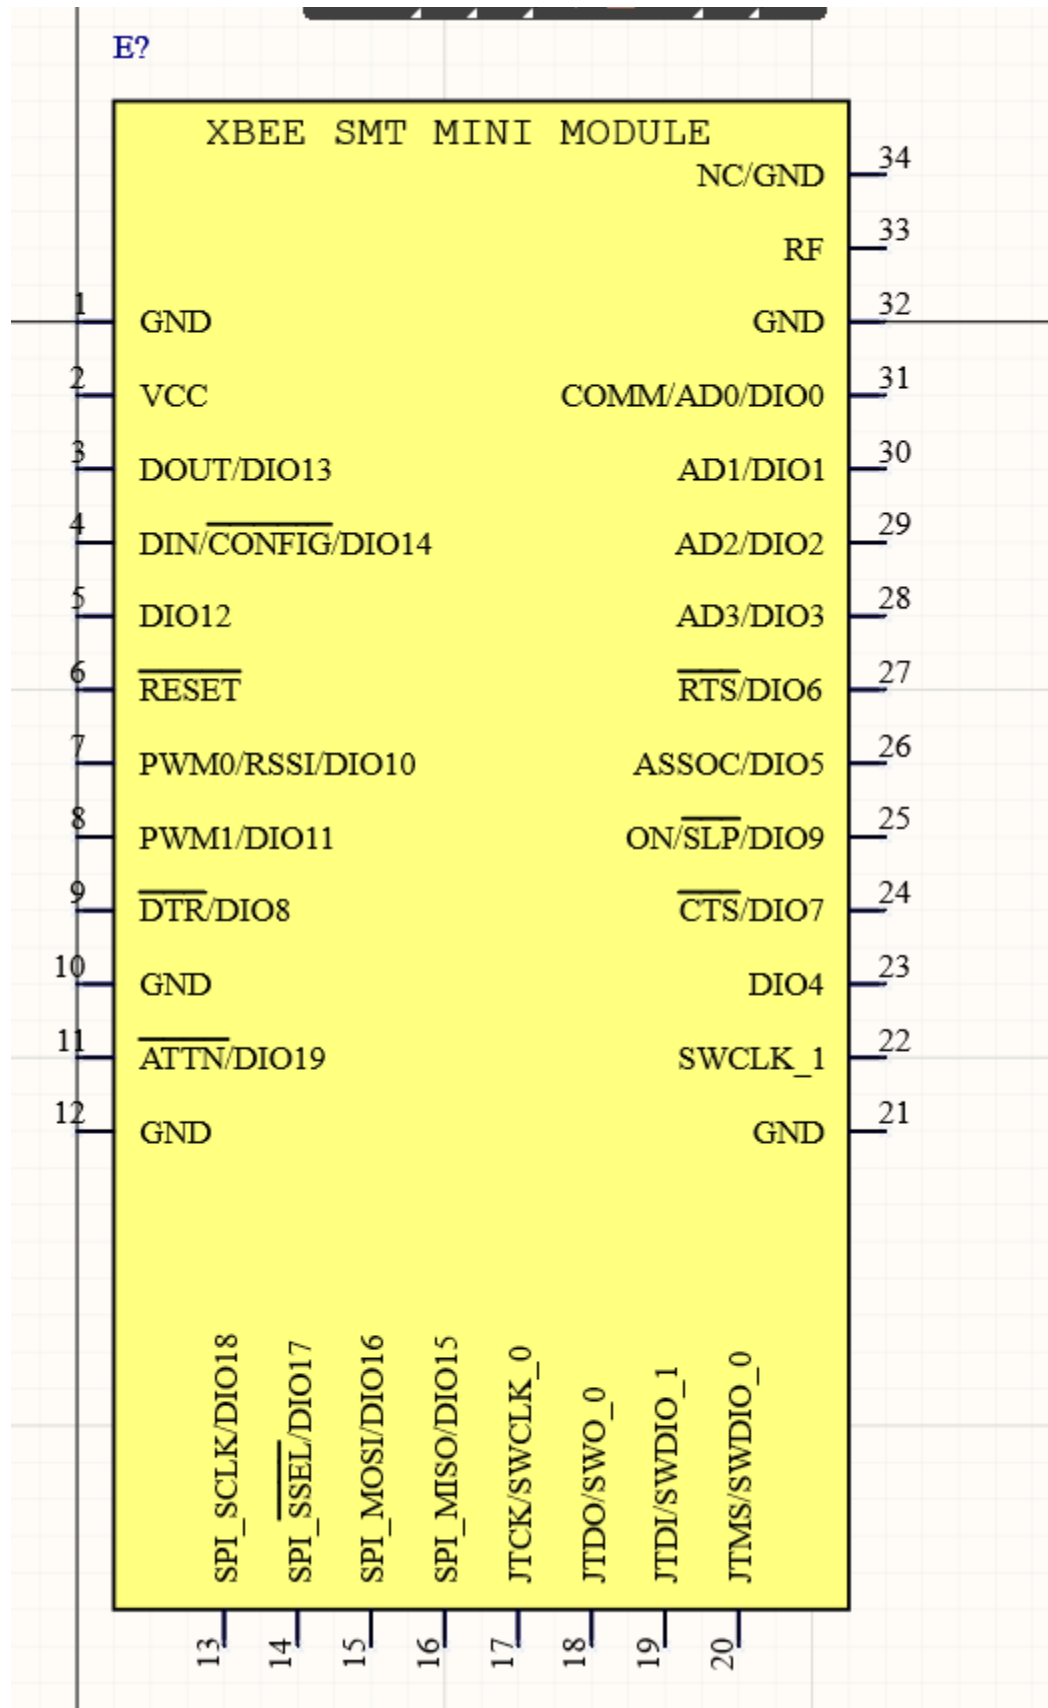 E?
XBEE SMT MINI MODULE
NC/GND 34
RF 33
1 GND GND 32
2 VCC COMM/AD0/DIO0 31
3 DOUT/DIO13 AD1/DIO1 30
4 DIN/CONFIG/DIO14 AD2/DIO2 29
5 DIO12 AD3/DIO3 28
6 RESET RTS/DIO6 27
7 PWM0/RSSI/DIO10 ASSOC/DIO5 26
8 PWM1/DIO11 ON/SLP/DIO9 25
9 DTR/DIO8 CTS/DIO7 24
10 GND DIO4 23
11 ATTN/DIO19 SWCLK_1 22
12 GND GND 21
SPI_SCLK/DIO18
SPI_SSEL/DIO17
SPI_MOSI/DIO16
SPI_MISO/DIO15
JTCK/SWCLK_0
JTDO/SWO_0
JTDI/SWDIO_1
JTMS/SWDIO_0
13 14 15 16 17 18 19 20